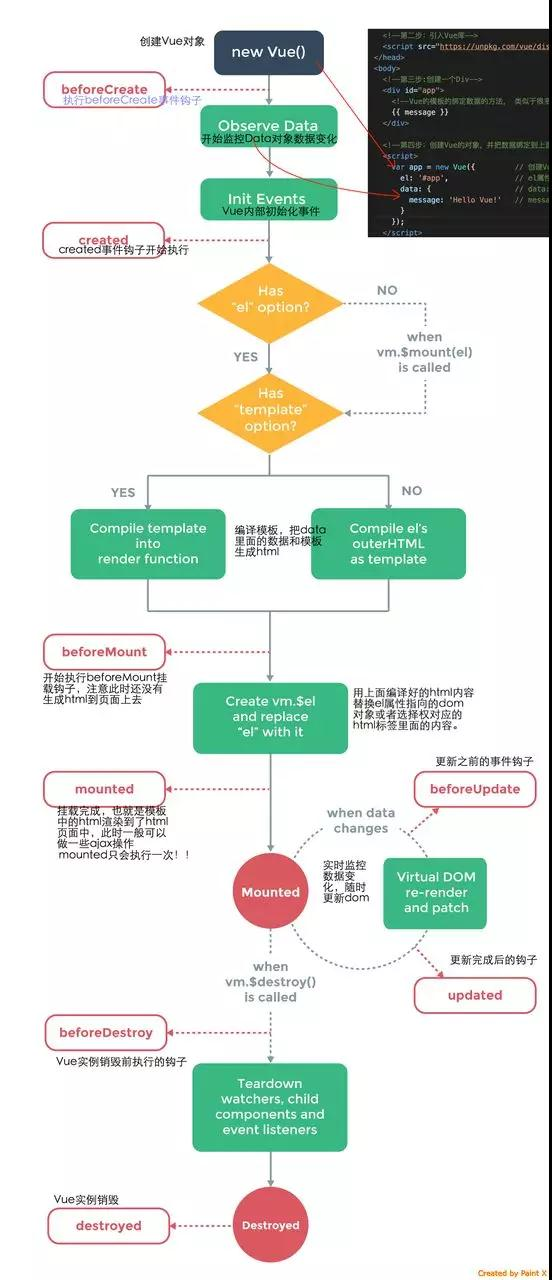 创建Vue对象
new Vue()
<!--第二步：引入Vue库-->
<script src="https://unpkg.com/vue/dis
</head>
<body>
<!--第三步:创建一个Div-->
<div id="app">
<!--Vue的模板的绑定数据的方法，类似于很
{{ message }}
</div>
<!--第四步：创建Vue的对象，并把数据绑定到上
<script>
var app = new Vue({ // 创建V
el: '#app', // el属
data: { // data:
message: 'Hello Vue!' // messa
}
});
</script>
beforeCreate
执行beforeCreate事件钩子
Observe Data
开始监控Data对象数据变化
Init Events
Vue内部初始化事件
created
created事件钩子开始执行
Has
"el" option?
NO
when
vm.$mount(el)
is called
YES
Has
"template"
option?
YES
NO
Compile template
into
render function
编译模板，把data
里面的数据和模板
生成html
Compile el's
outerHTML
as template
beforeMount
开始执行beforeMount挂
载钩子，注意此时还没有
生成html到页面上去
Create vm.$el
and replace
"el" with it
用上面编译好的html内容
替换el属性指向的dom
对象或者选择权对应的
html标签里面的内容。
mounted
挂载完成，也就是模板
中的html渲染到了html
页面中，此时一般可以
做一些ajax操作
mounted只会执行一次！！
更新之前的事件钩子
beforeUpdate
when data
changes
Mounted
实时监控
数据变
化，随时
更新dom
Virtual DOM
re-render
and patch
更新完成后的钩子
updated
when
vm.$destroy()
is called
beforeDestroy
Vue实例销毁前执行的钩子
Teardown
watchers, child
components and
event listeners
Vue实例销毁
destroyed
Destroyed
Created by Paint X